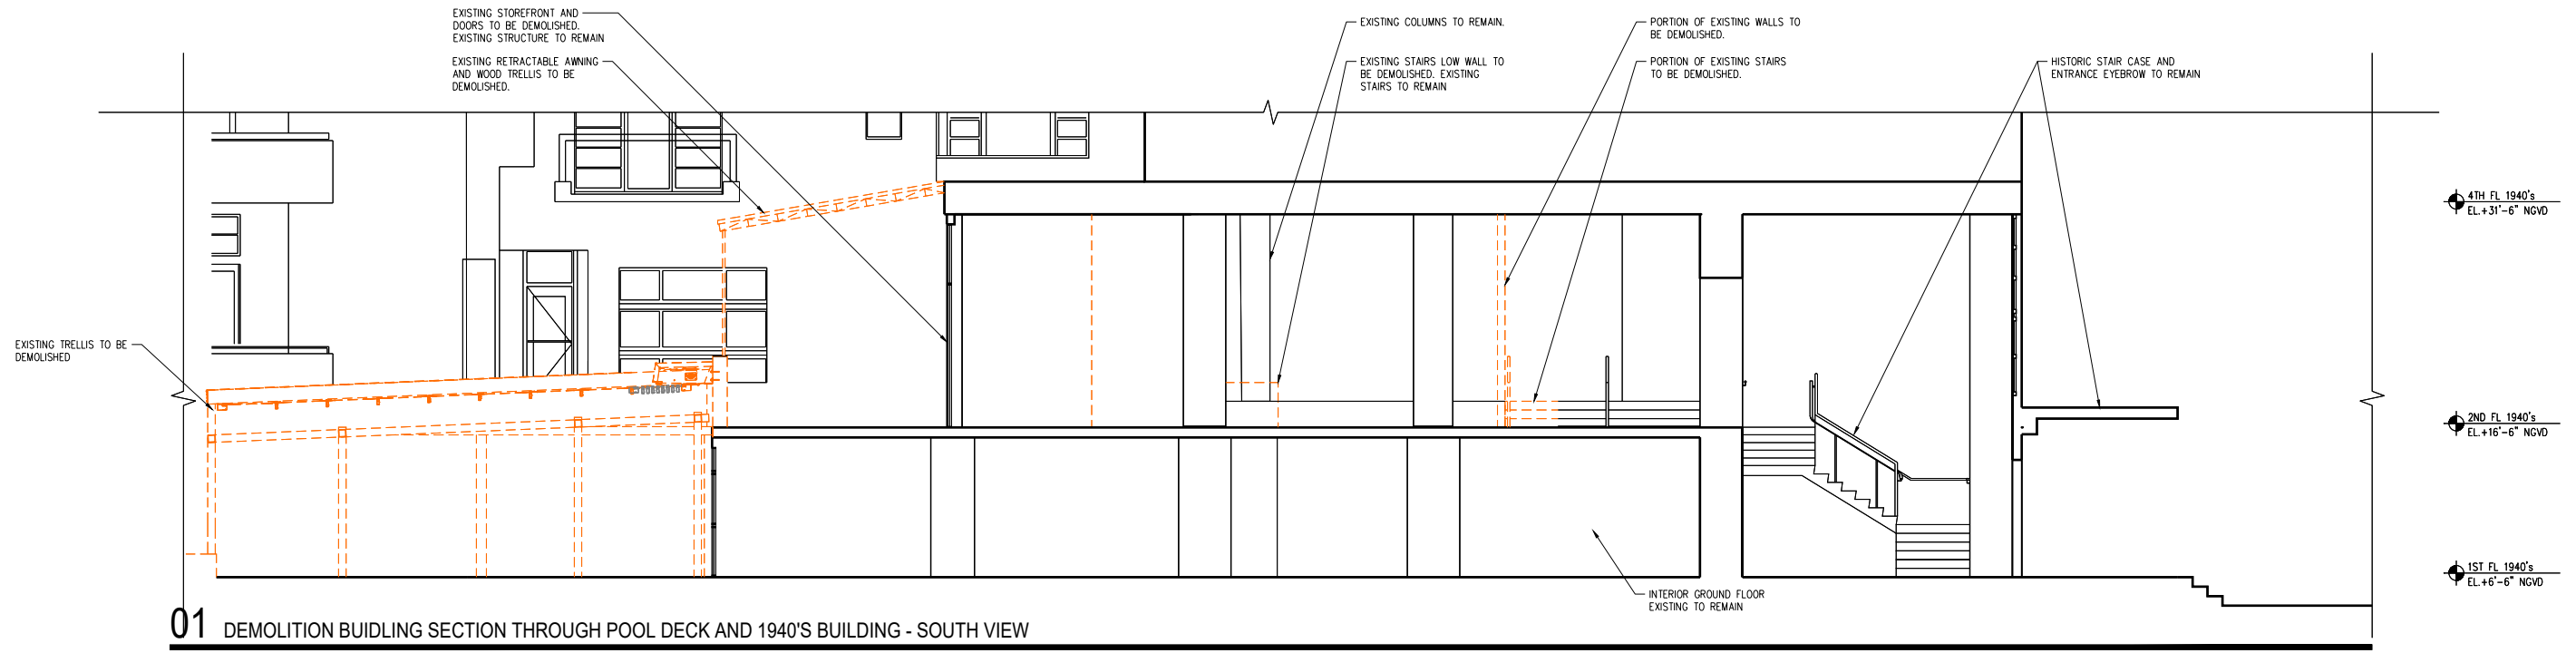 EXISTING STOREFRONT AND
DOORS TO BE DEMOLISHED.
EXISTING STRUCTURE TO REMAIN
EXISTING RETRACTABLE AWNING
AND WOOD TRELLIS TO BE
DEMOLISHED.
EXISTING COLUMNS TO REMAIN.
EXISTING STAIRS LOW WALL TO
BE DEMOLISHED. EXISTING
STAIRS TO REMAIN
PORTION OF EXISTING WALLS TO
BE DEMOLISHED.
PORTION OF EXISTING STAIRS
TO BE DEMOLISHED.
HISTORIC STAIR CASE AND
ENTRANCE EYEBROW TO REMAIN
4TH FL 1940's
EL.+31'-6" NGVD
EXISTING TRELLIS TO BE
DEMOLISHED
2ND FL 1940's
EL.+16'-6" NGVD
1ST FL 1940's
EL.+6'-6" NGVD
INTERIOR GROUND FLOOR
EXISTING TO REMAIN
01 DEMOLITION BUIDLING SECTION THROUGH POOL DECK AND 1940'S BUILDING - SOUTH VIEW